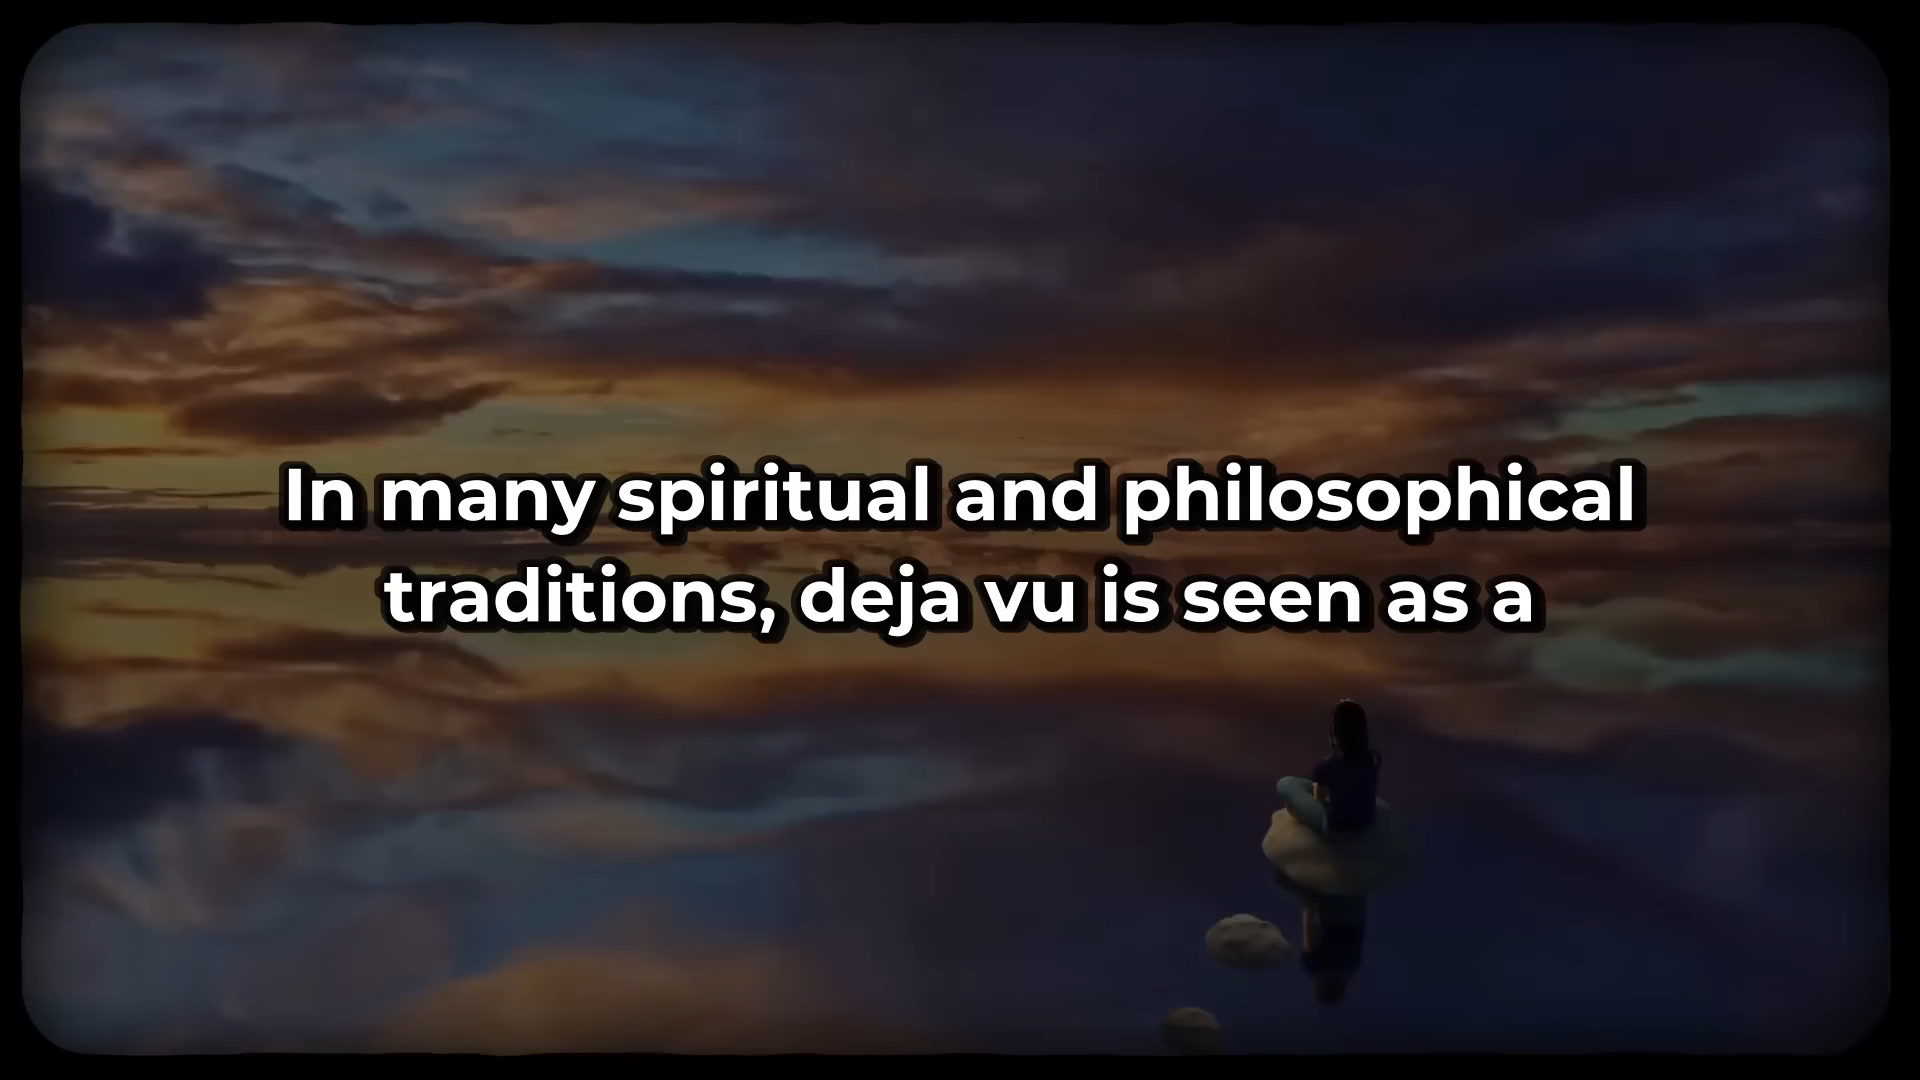 In many spiritual and philosophical
traditions, deja vu is seen as a